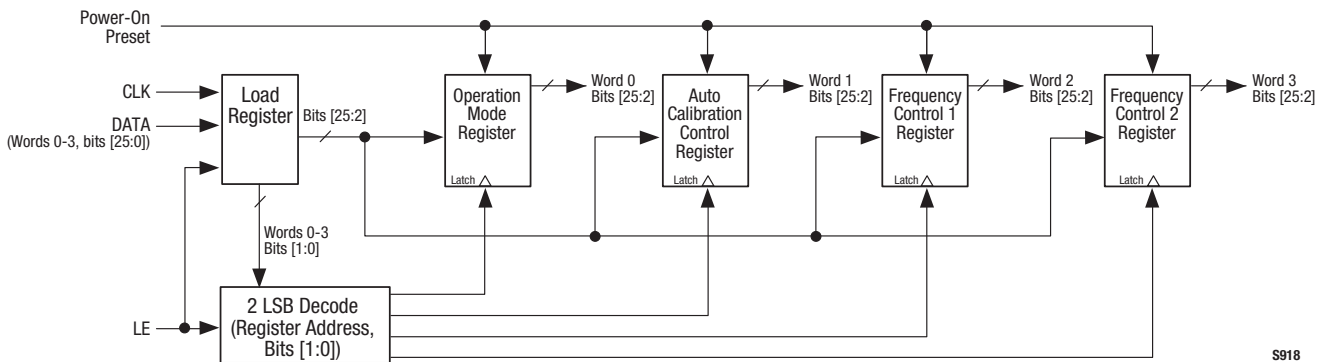 Power-On
Preset
CLK
DATA
(Words 0-3, bits [25:0])
Load
Register
Bits [25:2]
Operation
Mode
Register
Latch
Word 0
Bits [25:2]
Auto
Calibration
Control
Register
Latch
Word 1
Bits [25:2]
Frequency
Control 1
Register
Latch
Word 2
Bits [25:2]
Frequency
Control 2
Register
Latch
Word 3
Bits [25:2]
Words 0-3
Bits [1:0]
LE
2 LSB Decode
(Register Address,
Bits [1:0])
S918